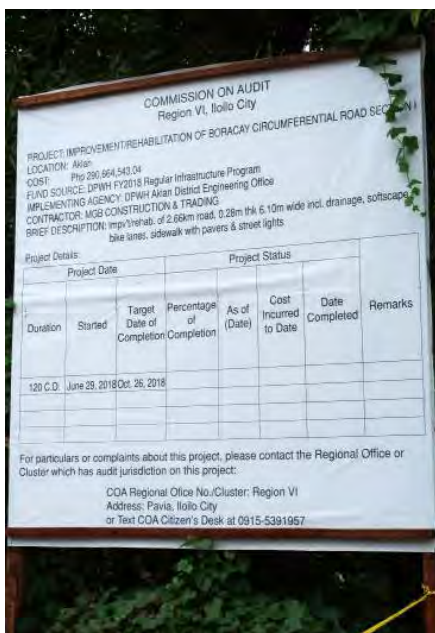 COMMISSION ON AUDIT
Region VI, Iloilo City
PROJECT: IMPROVEMENT/REHABILITATION OF BORACAY CIRCUMFERENTIAL ROAD SECTION I
LOCATION: Aklan
COST: Php 290,664,543.04
FUND SOURCE: DPWH FY2018 Regular Infrastructure Program
IMPLEMENTING AGENCY: DPWH Aklan District Engineering Office
CONTRACTOR: MGB CONSTRUCTION & TRADING
BRIEF DESCRIPTION: impv't/rehab. of 2.66km road, 0.28m thk 6.10m wide incl. drainage, softscape,
bike lanes, sidewalk with pavers & street lights
Project Details:
Project Date Project Status
Duration Started Target Date of Completion Percentage of Completion As of (Date) Cost Incurred to Date Date Completed Remarks
120 C.D. June 29, 2018 Oct. 26, 2018
For particulars or complaints about this project, please contact the Regional Office or
Cluster which has audit jurisdiction on this project:
COA Regional Ofice No./Cluster: Region VI
Address: Pavia, Iloilo City
or Text COA Citizen's Desk at 0915-5391957